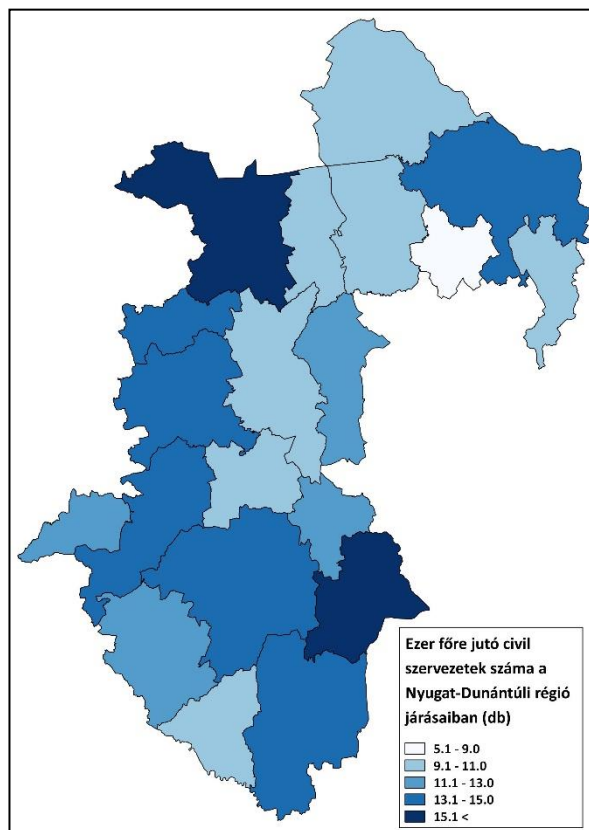 Ezer főre jutó civil
szervezetek száma a
Nyugat-Dunántúli régió
járásaiban (db)
5.1 - 9.0
9.1 - 11.0
11.1 - 13.0
13.1 - 15.0
15.1 <